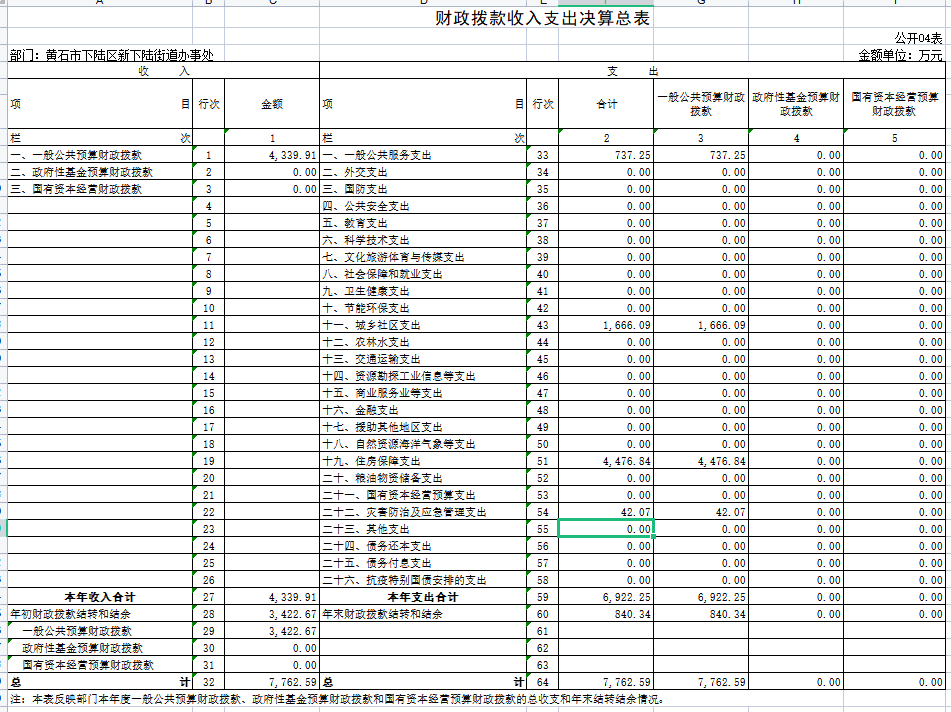 A B C D E F G H I
财政拨款收入支出决算总表
公开04表
部门：黄石市下陆区新下陆街道办事处 金额单位：万元
收 入 支 出
项 目 行次 金额 项 目 行次 合计 一般公共预算财政拨款 政府性基金预算财政拨款 国有资本经营预算财政拨款
栏 次 1 栏 次 2 3 4 5
一、一般公共预算财政拨款 1 4,339.91 一、一般公共服务支出 33 737.25 737.25 0.00 0.00
二、政府性基金预算财政拨款 2 0.00 二、外交支出 34 0.00 0.00 0.00 0.00
三、国有资本经营财政拨款 3 0.00 三、国防支出 35 0.00 0.00 0.00 0.00
4 四、公共安全支出 36 0.00 0.00 0.00 0.00
5 五、教育支出 37 0.00 0.00 0.00 0.00
6 六、科学技术支出 38 0.00 0.00 0.00 0.00
7 七、文化旅游体育与传媒支出 39 0.00 0.00 0.00 0.00
8 八、社会保障和就业支出 40 0.00 0.00 0.00 0.00
9 九、卫生健康支出 41 0.00 0.00 0.00 0.00
10 十、节能环保支出 42 0.00 0.00 0.00 0.00
11 十一、城乡社区支出 43 1,666.09 1,666.09 0.00 0.00
12 十二、农林水支出 44 0.00 0.00 0.00 0.00
13 十三、交通运输支出 45 0.00 0.00 0.00 0.00
14 十四、资源勘探工业信息等支出 46 0.00 0.00 0.00 0.00
15 十五、商业服务业等支出 47 0.00 0.00 0.00 0.00
16 十六、金融支出 48 0.00 0.00 0.00 0.00
17 十七、援助其他地区支出 49 0.00 0.00 0.00 0.00
18 十八、自然资源海洋气象等支出 50 0.00 0.00 0.00 0.00
19 十九、住房保障支出 51 4,476.84 4,476.84 0.00 0.00
20 二十、粮油物资储备支出 52 0.00 0.00 0.00 0.00
21 二十一、国有资本经营预算支出 53 0.00 0.00 0.00 0.00
22 二十二、灾害防治及应急管理支出 54 42.07 42.07 0.00 0.00
23 二十三、其他支出 55 0.00 0.00 0.00 0.00
24 二十四、债务还本支出 56 0.00 0.00 0.00 0.00
25 二十五、债务付息支出 57 0.00 0.00 0.00 0.00
26 二十六、抗疫特别国债安排的支出 58 0.00 0.00 0.00 0.00
本年收入合计 27 4,339.91 本年支出合计 59 6,922.25 6,922.25 0.00 0.00
年初财政拨款结转和结余 28 3,422.67 年末财政拨款结转和结余 60 840.34 840.34 0.00 0.00
一般公共预算财政拨款 29 3,422.67 61
政府性基金预算财政拨款 30 0.00 62
国有资本经营预算财政拨款 31 0.00 63
总 计 32 7,762.59 总 计 64 7,762.59 7,762.59 0.00 0.00
注：本表反映部门本年度一般公共预算财政拨款、政府性基金预算财政拨款和国有资本经营预算财政拨款的总收支和年末结转结余情况。